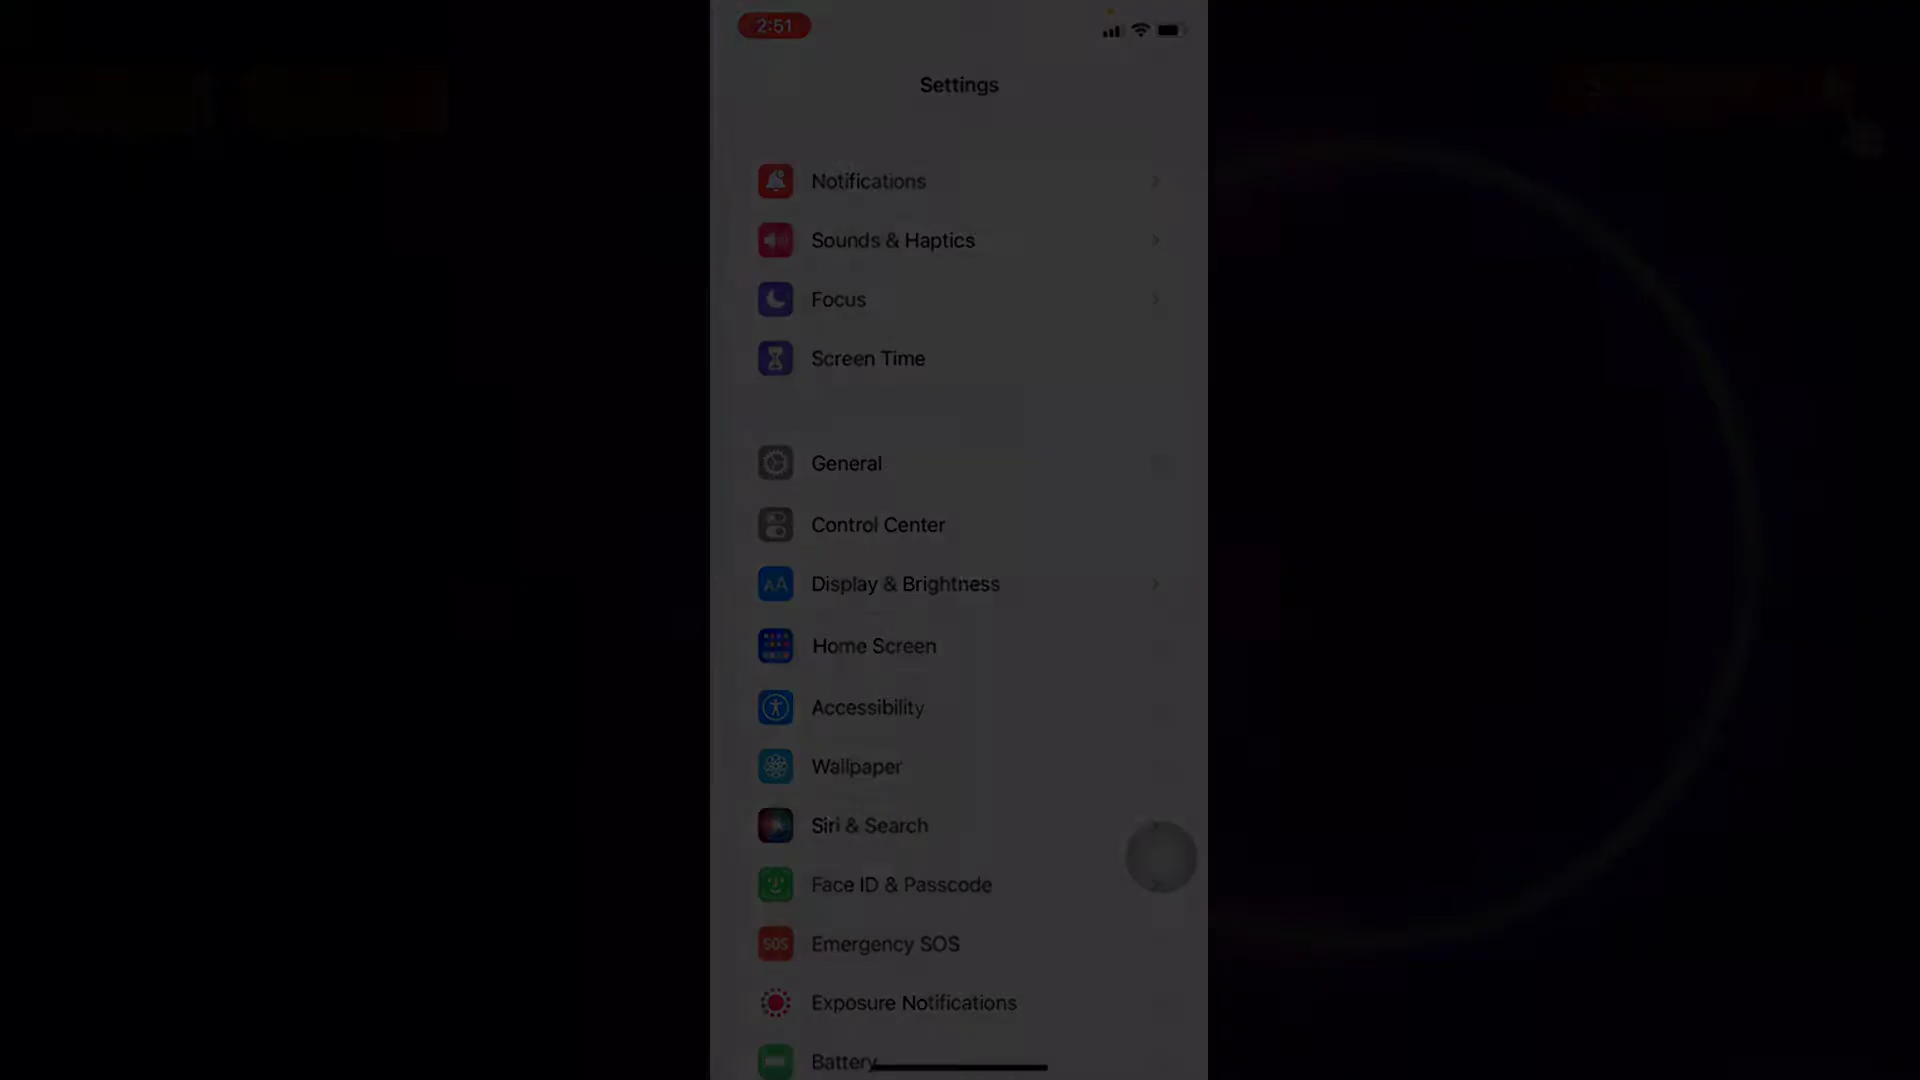 2:51
Settings
Notifications
Sounds & Haptics
Focus
Screen Time
General
Control Center
AA Display & Brightness
Home Screen
Accessibility
Wallpaper
Siri & Search
Face ID & Passcode
SOS Emergency SOS
Exposure Notifications
Battery